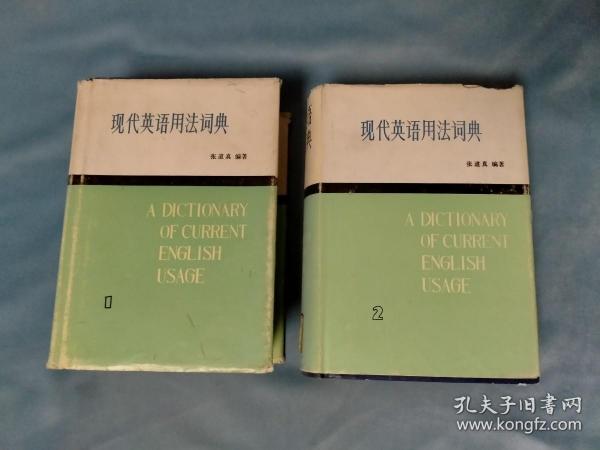 现代英语用法词典
张道真 编著
A DICTIONARY
OF CURRENT
ENGLISH
USAGE
1
语
典
现代英语用法词典
张道真 编著
A DICTIONARY
OF CURRENT
ENGLISH
USAGE
2
孔夫子旧书网
www.kongfz.com